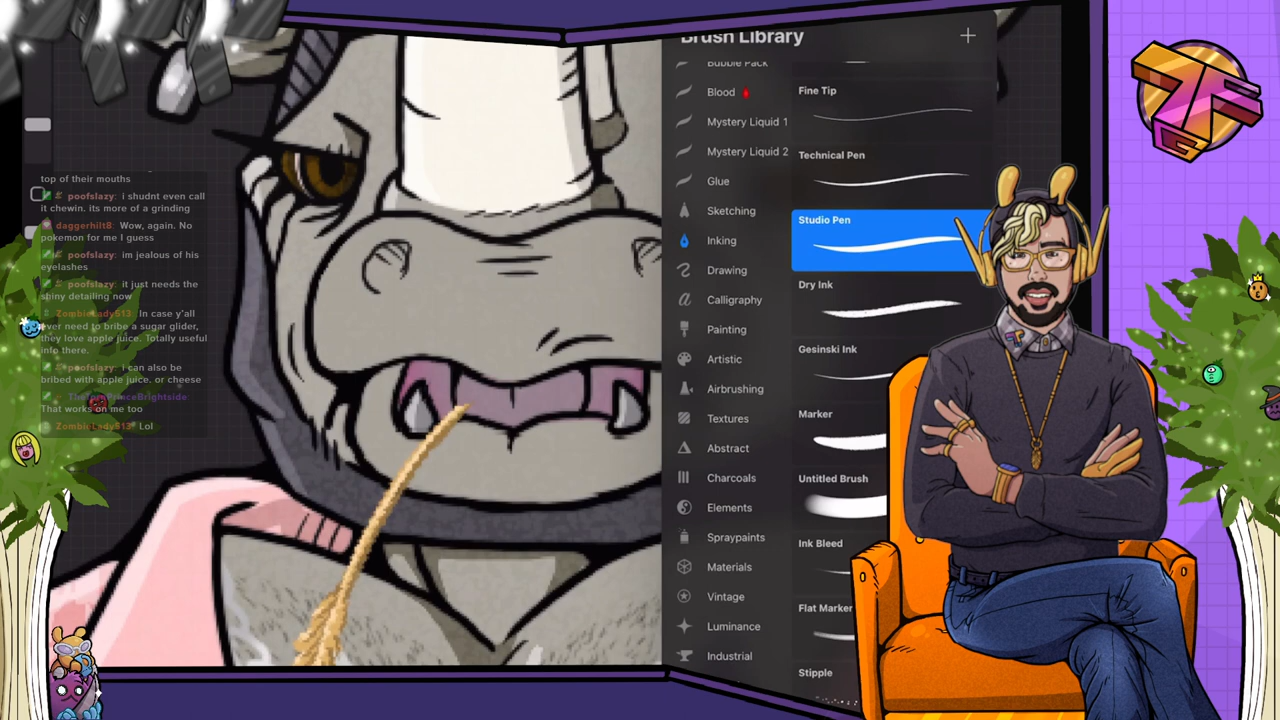 top of their mouths
poofslazy: i shudnt even call
it chewin. its more of a grinding
daggerhilt8: Wow, again. No
pokemon for me I guess
poofslazy: im jealous of his
eyelashes
poofslazy: it just needs the
shiny detailing now
ZombieLady513: In case y'all
ever need to bribe a sugar glider,
they love apple juice. Totally useful
info there.
poofslazy: i can also be
bribed with apple juice. or cheese
That works on me too
ZombieLady513: Lol
Brush Library
Bubble Pack
Blood
Mystery Liquid 1
Mystery Liquid 2
Glue
Sketching
Inking
Drawing
Calligraphy
Painting
Artistic
Airbrushing
Textures
Abstract
Charcoals
Elements
Spraypaints
Materials
Vintage
Luminance
Industrial
Fine Tip
Technical Pen
Studio Pen
Dry Ink
Gesinski Ink
Marker
Untitled Brush
Ink Bleed
Flat Marker
Stipple